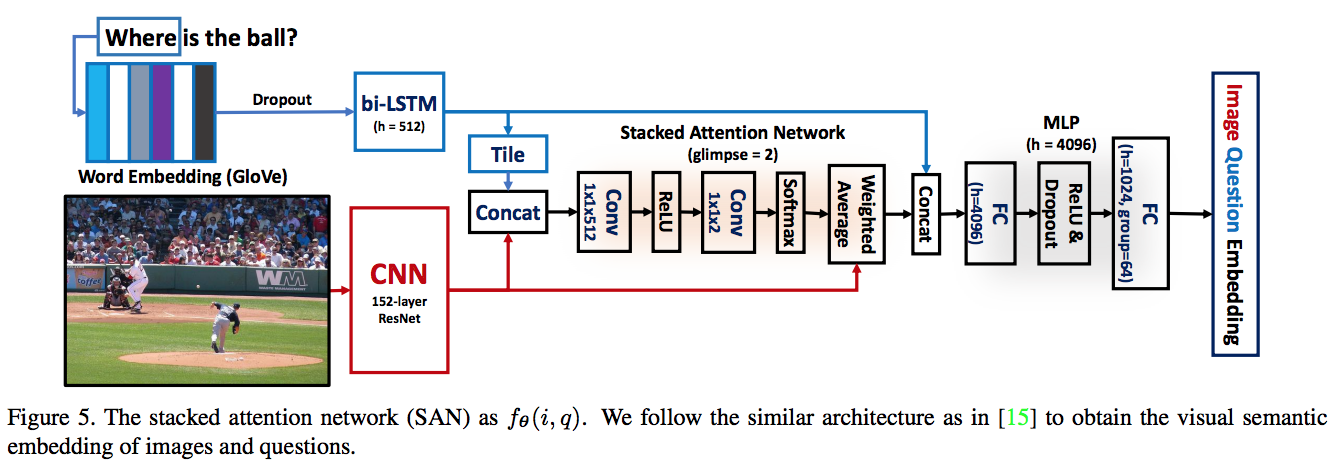 Where is the ball?
Dropout
bi-LSTM
(h = 512)
Word Embedding (GloVe)
Tile
Concat
CNN
152-layer
ResNet
Stacked Attention Network
(glimpse = 2)
Conv
1x1x512
ReLU
Conv
1x1x2
Softmax
Weighted
Average
Concat
MLP
(h = 4096)
FC
(h=4096)
ReLU &
Dropout
FC
(h=1024, group=64)
Image Question Embedding
WM
Figure 5. The stacked attention network (SAN) as fθ(i, q). We follow the similar architecture as in [15] to obtain the visual semantic
embedding of images and questions.